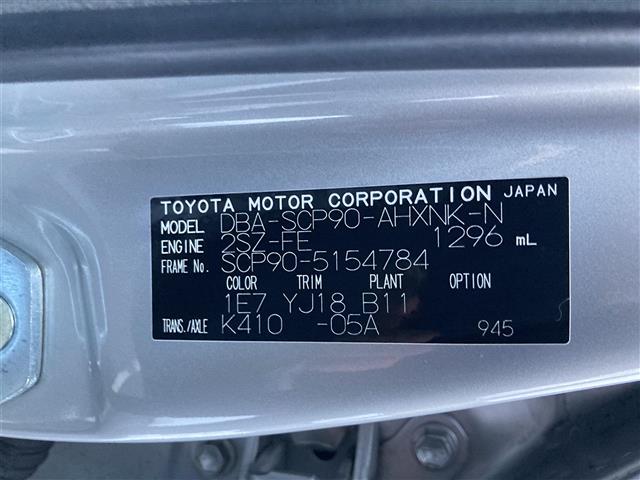 TOYOTA MOTOR CORPORATION JAPAN
MODEL DBA-SCP90-AHXNK-N
ENGINE 2SZ-FE 1296 mL
FRAME No. SCP90-5154784
COLOR TRIM PLANT OPTION
1E7 YJ18 B11
TRANS./AXLE K410 -05A 945